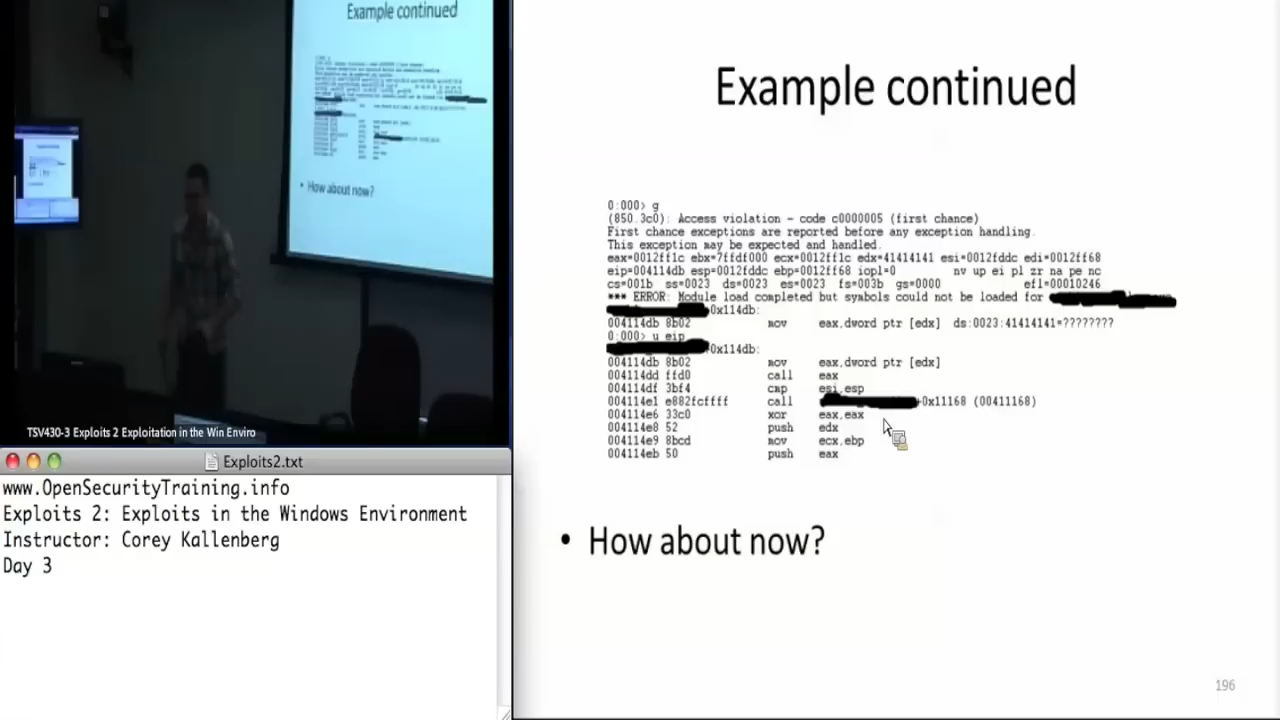 Example continued
How about now?
TSV430-3 Exploits 2 Exploitation in the Win Enviro
Exploits2.txt
www.OpenSecurityTraining.info
Exploits 2: Exploits in the Windows Environment
Instructor: Corey Kallenberg
Day 3
Example continued
0:000> g
(850.3c0): Access violation - code c0000005 (first chance)
First chance exceptions are reported before any exception handling.
This exception may be expected and handled.
eax=0012ff1c ebx=7ffdf000 ecx=0012ff1c edx=41414141 esi=0012fddc edi=0012ff68
eip=004114db esp=0012fddc ebp=0012ff68 iopl=0 nv up ei pl zr na pe nc
cs=001b ss=0023 ds=0023 es=0023 fs=003b gs=0000 efl=00010246
*** ERROR: Module load completed but symbols could not be loaded for
+0x114db:
004114db 8b02 mov eax,dword ptr [edx] ds:0023:41414141=????????
0:000> u eip
+0x114db:
004114db 8b02 mov eax,dword ptr [edx]
004114dd ffd0 call eax
004114df 3bf4 cmp esi,esp
004114e1 e882fcffff call +0x11168 (00411168)
004114e6 33c0 xor eax,eax
004114e8 52 push edx
004114e9 8bcd mov ecx,ebp
004114eb 50 push eax
• How about now?
196